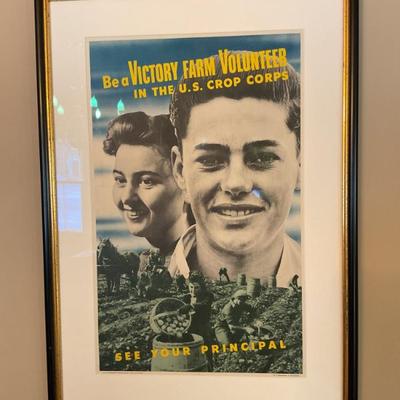 Be a VICTORY FARM VOLUNTEER
IN THE U.S. CROP CORPS
SEE YOUR PRINCIPAL